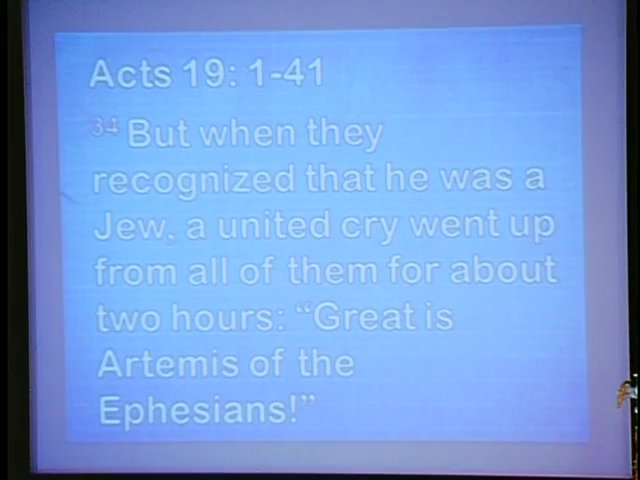 Acts 19: 1-41
34 But when they
recognized that he was a
Jew, a united cry went up
from all of them for about
two hours: “Great is
Artemis of the
Ephesians!”